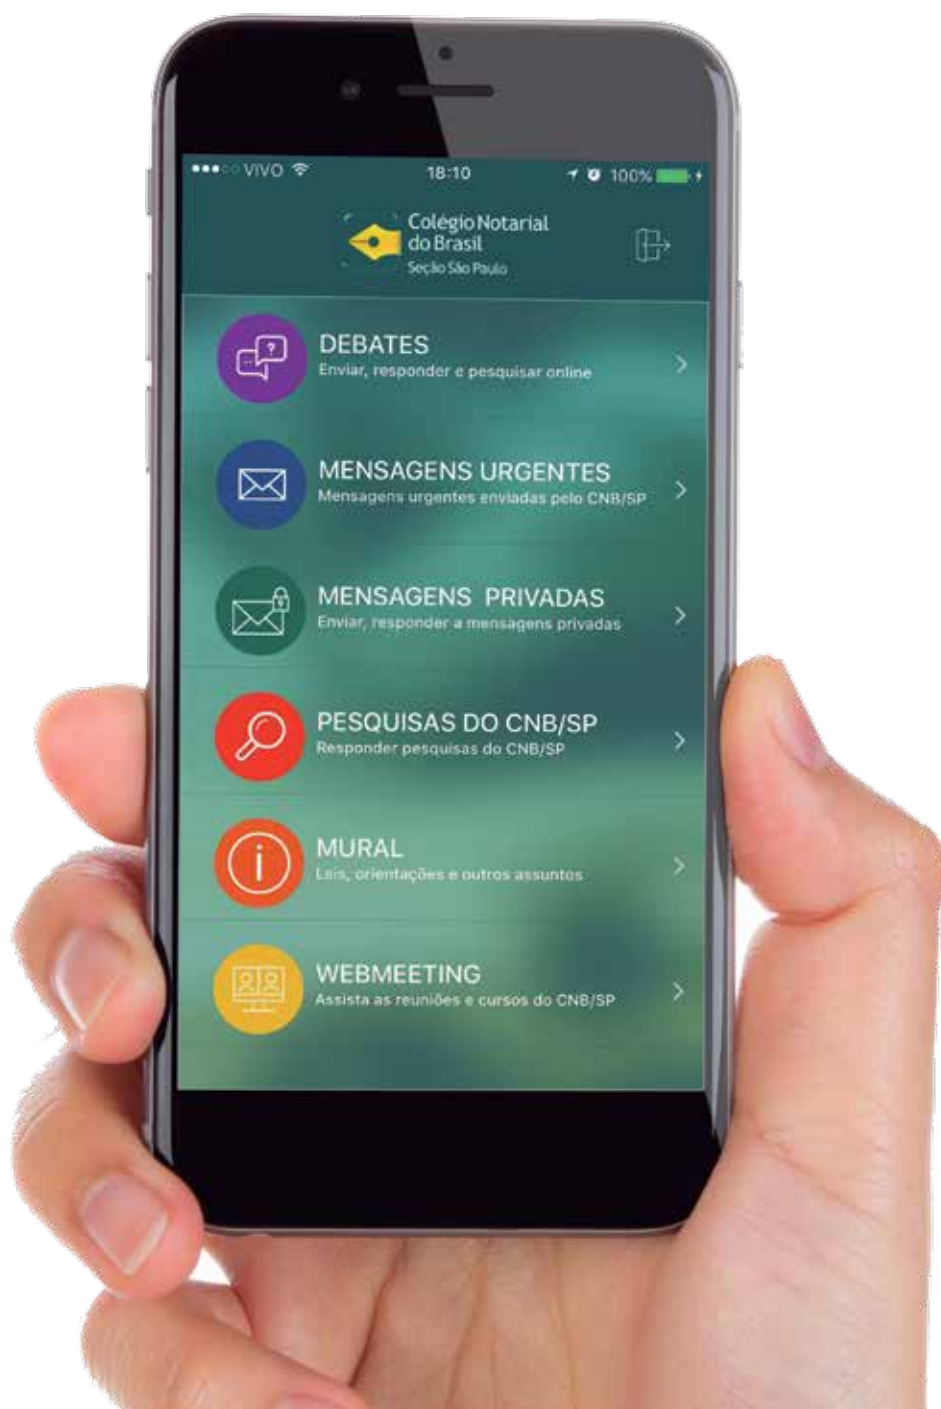 VIVO 18:10 100%
Colégio Notarial
do Brasil
Seção São Paulo
DEBATES
Enviar, responder e pesquisar online
MENSAGENS URGENTES
Mensagens urgentes enviadas pelo CNB/SP
MENSAGENS PRIVADAS
Enviar, responder a mensagens privadas
PESQUISAS DO CNB/SP
Responder pesquisas do CNB/SP
MURAL
Leis, orientações e outros assuntos
WEBMEETING
Assista as reuniões e cursos do CNB/SP